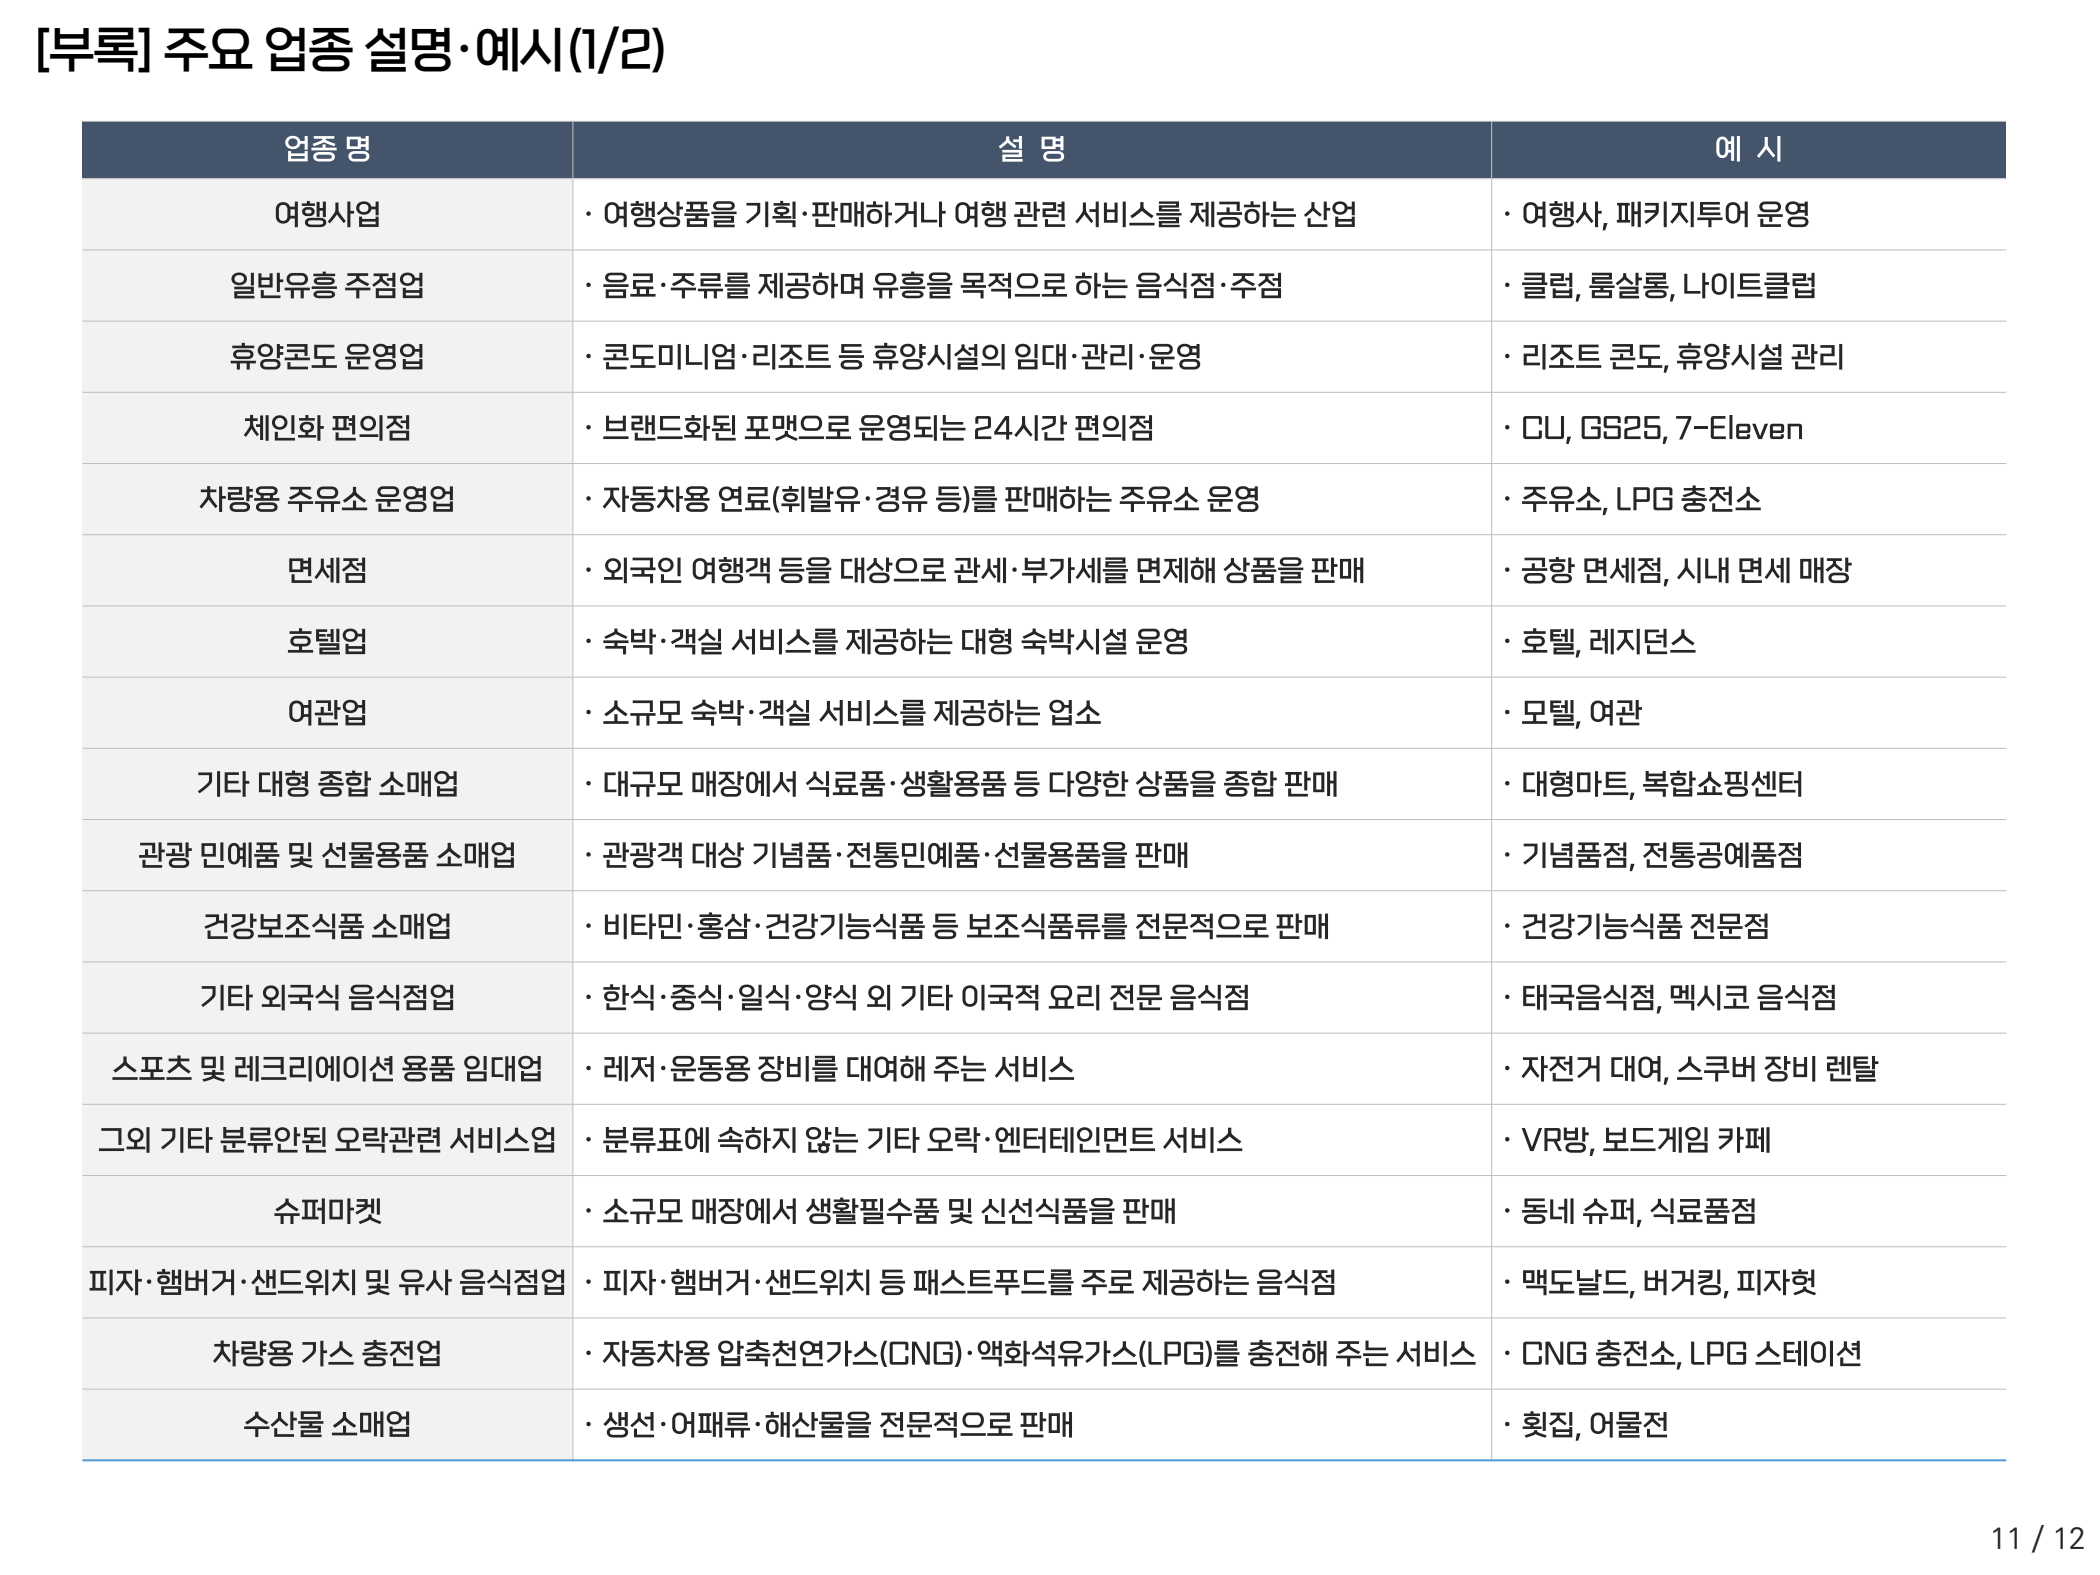 [부록] 주요 업종 설명·예시(1/2)
업종 명 설 명 예 시
여행사업 · 여행상품을 기획·판매하거나 여행 관련 서비스를 제공하는 산업 · 여행사, 패키지투어 운영
일반유흥 주점업 · 음료·주류를 제공하며 유흥을 목적으로 하는 음식점·주점 · 클럽, 룸살롱, 나이트클럽
휴양콘도 운영업 · 콘도미니엄·리조트 등 휴양시설의 임대·관리·운영 · 리조트 콘도, 휴양시설 관리
체인화 편의점 · 브랜드화된 포맷으로 운영되는 24시간 편의점 · CU, GS25, 7-Eleven
차량용 주유소 운영업 · 자동차용 연료(휘발유·경유 등)를 판매하는 주유소 운영 · 주유소, LPG 충전소
면세점 · 외국인 여행객 등을 대상으로 관세·부가세를 면제해 상품을 판매 · 공항 면세점, 시내 면세 매장
호텔업 · 숙박·객실 서비스를 제공하는 대형 숙박시설 운영 · 호텔, 레지던스
여관업 · 소규모 숙박·객실 서비스를 제공하는 업소 · 모텔, 여관
기타 대형 종합 소매업 · 대규모 매장에서 식료품·생활용품 등 다양한 상품을 종합 판매 · 대형마트, 복합쇼핑센터
관광 민예품 및 선물용품 소매업 · 관광객 대상 기념품·전통민예품·선물용품을 판매 · 기념품점, 전통공예품점
건강보조식품 소매업 · 비타민·홍삼·건강기능식품 등 보조식품류를 전문적으로 판매 · 건강기능식품 전문점
기타 외국식 음식점업 · 한식·중식·일식·양식 외 기타 이국적 요리 전문 음식점 · 태국음식점, 멕시코 음식점
스포츠 및 레크리에이션 용품 임대업 · 레저·운동용 장비를 대여해 주는 서비스 · 자전거 대여, 스쿠버 장비 렌탈
그외 기타 분류안된 오락관련 서비스업 · 분류표에 속하지 않는 기타 오락·엔터테인먼트 서비스 · VR방, 보드게임 카페
슈퍼마켓 · 소규모 매장에서 생활필수품 및 신선식품을 판매 · 동네 슈퍼, 식료품점
피자·햄버거·샌드위치 및 유사 음식점업 · 피자·햄버거·샌드위치 등 패스트푸드를 주로 제공하는 음식점 · 맥도날드, 버거킹, 피자헛
차량용 가스 충전업 · 자동차용 압축천연가스(CNG)·액화석유가스(LPG)를 충전해 주는 서비스 · CNG 충전소, LPG 스테이션
수산물 소매업 · 생선·어패류·해산물을 전문적으로 판매 · 횟집, 어물전
11 / 12